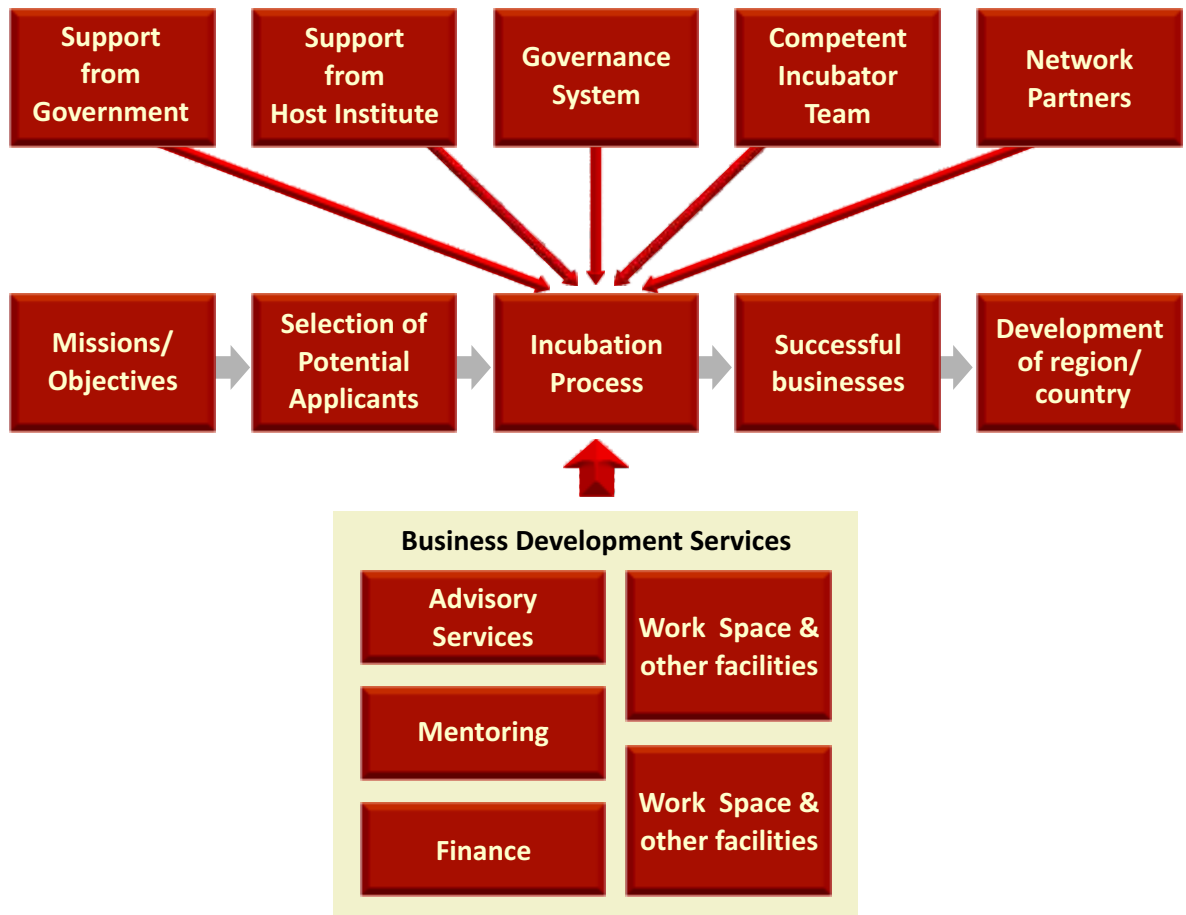 Support
from
Government
Support
from
Host Institute
Governance
System
Competent
Incubator
Team
Network
Partners
Missions/
Objectives
Selection of
Potential
Applicants
Incubation
Process
Successful
businesses
Development
of region/
country
Business Development Services
Advisory
Services
Mentoring
Finance
Work Space &
other facilities
Work Space &
other facilities